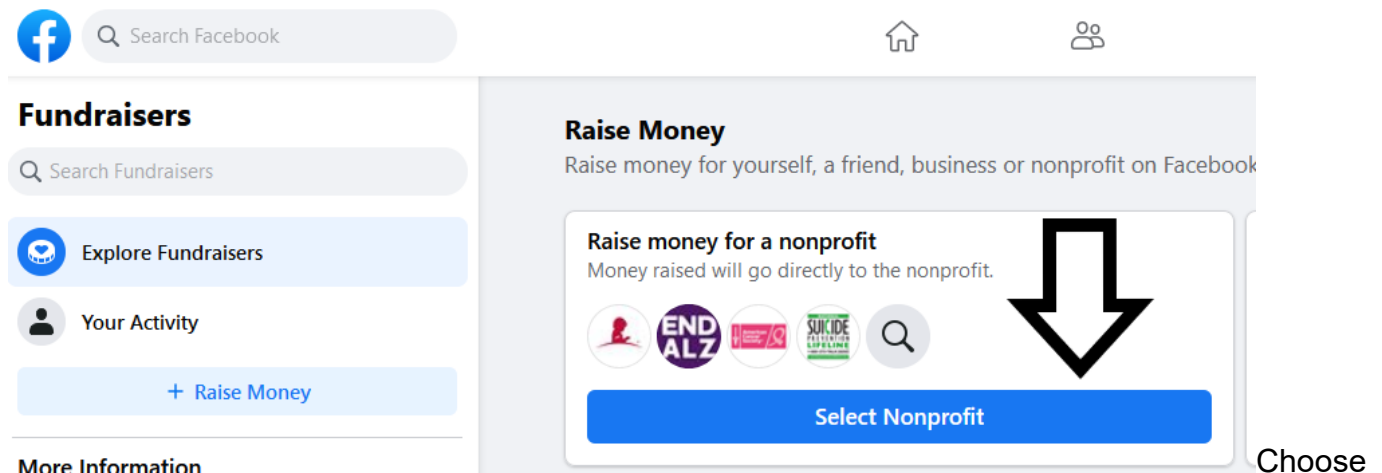 Search Facebook
Fundraisers
Search Fundraisers
Explore Fundraisers
Your Activity
+ Raise Money
More Information
Raise Money
Raise money for yourself, a friend, business or nonprofit on Facebook
Raise money for a nonprofit
Money raised will go directly to the nonprofit.
END
ALZ
SUICIDE
PREVENTION
LIFELINE
Select Nonprofit
Choose